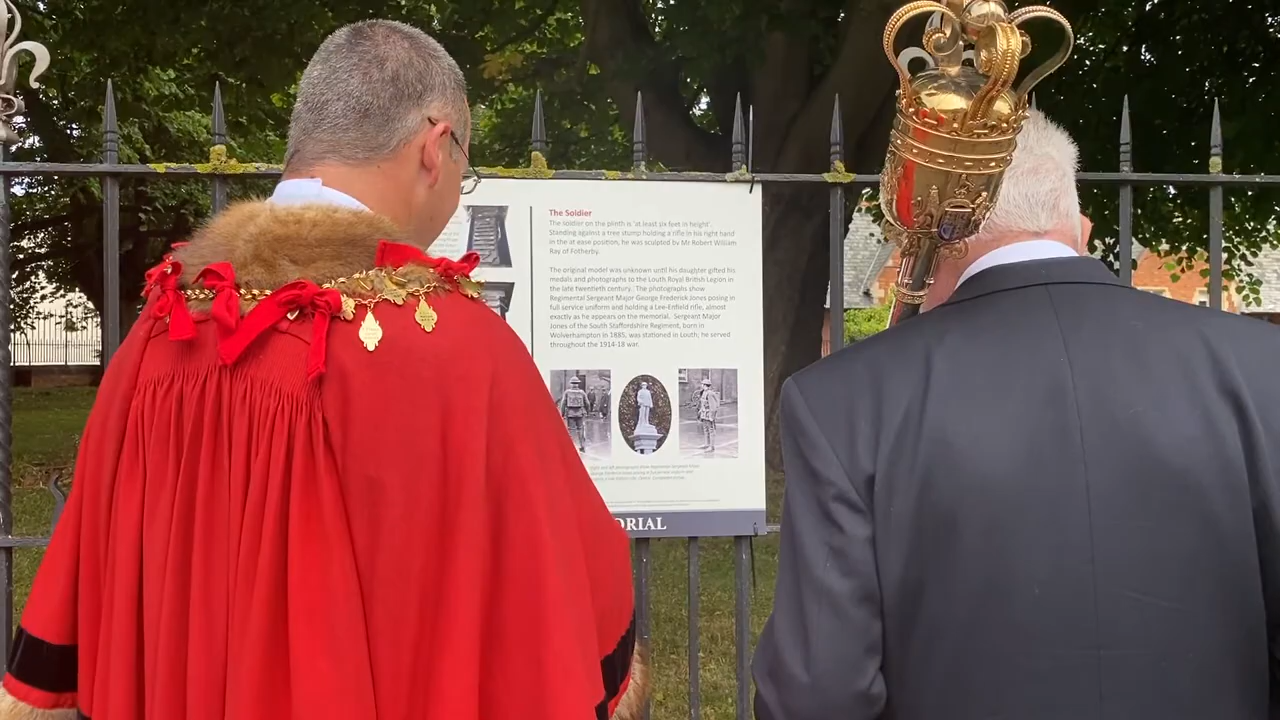 The Soldier
The soldier on the plinth is 'at least six feet in height'.
Standing against a tree stump holding a rifle in his right hand
in the at ease position, he was sculpted by Mr Robert William
Ray of Fotherby.
The original model was unknown until his daughter gifted his
medals and photographs to the Louth Royal British Legion in
the late twentieth century. The photographs show
Regimental Sergeant Major George Frederick Jones posing in
full service uniform and holding a Lee-Enfield rifle, almost
exactly as he appears on the memorial. Sergeant Major
Jones of the South Staffordshire Regiment, born in
Wolverhampton in 1885, was stationed in Louth; he served
throughout the 1914-18 war.
ORIAL